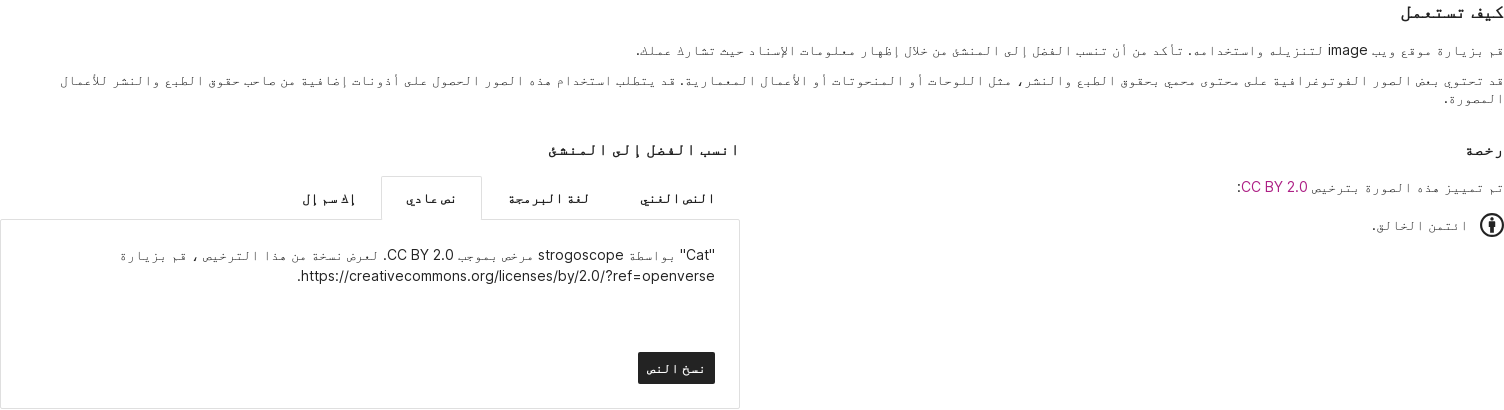 كيف تستعمل
قم بزيارة موقع ويب image لتنزيله واستخدامه. تأكد من أن تنسب الفضل إلى المنشئ من خلال إظهار معلومات الإسناد حيث تشارك عملك.
قد تحتوي بعض الصور الفوتوغرافية على محتوى محمي بحقوق الطبع والنشر، مثل اللوحات أو المنحوتات أو الأعمال المعمارية. قد يتطلب استخدام هذه الصور الحصول على أذونات إضافية من صاحب حقوق الطبع والنشر للأعمال
المصورة.
رخصة
تم تمييز هذه الصورة بترخيص CC BY 2.0:
ائتمن الخالق.
انسب الفضل إلى المنشئ
النص الغني
لغة البرمجة
نص عادي
إك سم إل
"Cat" بواسطة strogoscope مرخص بموجب CC BY 2.0. لعرض نسخة من هذا الترخيص ، قم بزيارة
https://creativecommons.org/licenses/by/2.0/?ref=openverse.
نسخ النص